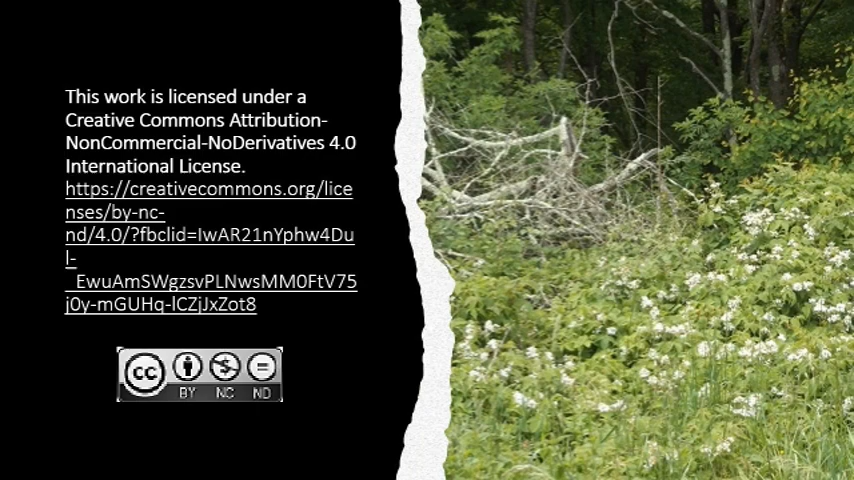 This work is licensed under a
Creative Commons Attribution-
NonCommercial-NoDerivatives 4.0
International License.
https://creativecommons.org/lice
nses/by-nc-
nd/4.0/?fbclid=IwAR21nYphw4Du
l-
_EwuAmSWgzsvPLNwsMM0FtV75
j0y-mGUHq-lCZjJxZot8
cc
BY NC ND